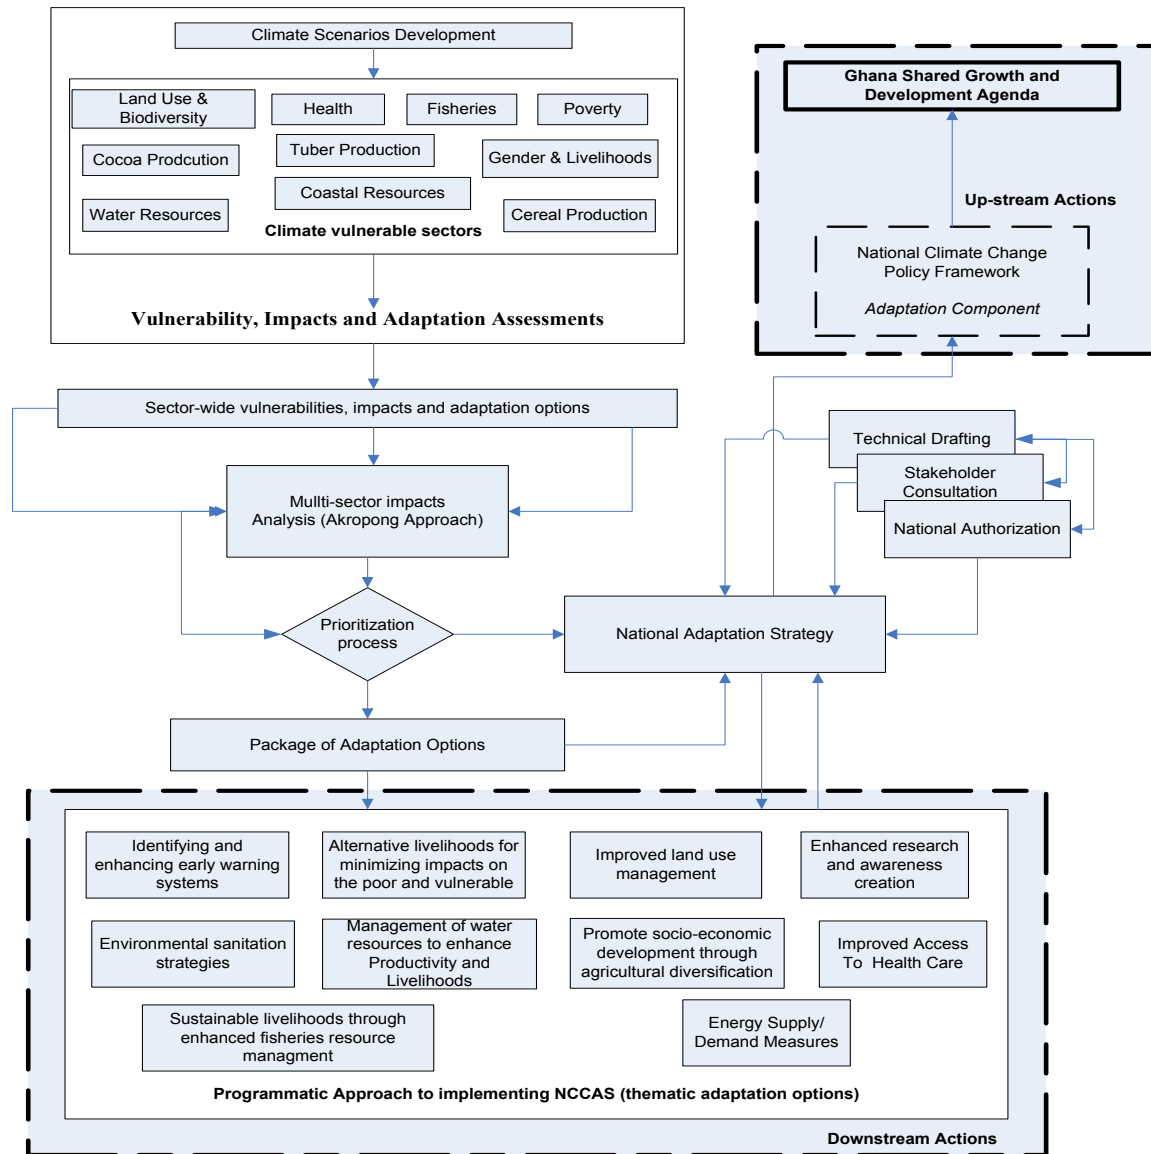 Climate Scenarios Development
Land Use &
Biodiversity
Health
Fisheries
Poverty
Cocoa Prodcution
Tuber Production
Gender & Livelihoods
Coastal Resources
Water Resources
Cereal Production
Climate vulnerable sectors
Vulnerability, Impacts and Adaptation Assessments
Ghana Shared Growth and
Development Agenda
Up-stream Actions
National Climate Change
Policy Framework
Adaptation Component
Sector-wide vulnerabilities, impacts and adaptation options
Technical Drafting
Stakeholder
Consultation
National Authorization
Mullti-sector impacts
Analysis (Akropong Approach)
Prioritization
process
National Adaptation Strategy
Package of Adaptation Options
Identifying and
enhancing early warning
systems
Alternative livelihoods for
minimizing impacts on
the poor and vulnerable
Improved land use
management
Enhanced research
and awareness
creation
Environmental sanitation
strategies
Management of water
resources to enhance
Productivity and
Livelihoods
Promote socio-economic
development through
agricultural diversification
Improved Access
To Health Care
Sustainable livelihoods through
enhanced fisheries resource
managment
Energy Supply/
Demand Measures
Programmatic Approach to implementing NCCAS (thematic adaptation options)
Downstream Actions